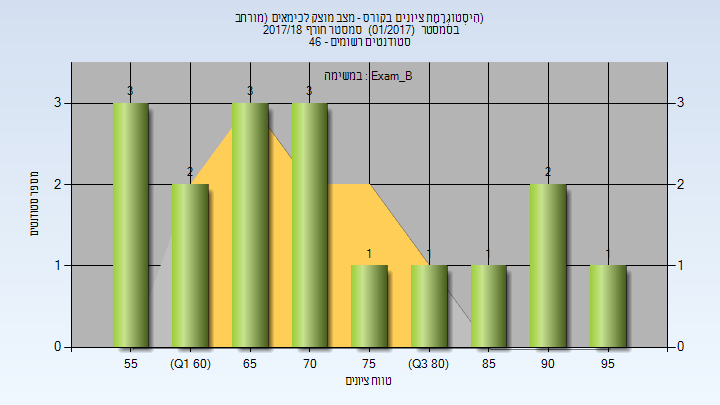 (היסטוגרמת ציונים בקורס - מצב מוצק לכימאים (מורחב
בסמסטר (01/2017) סמסטר חורף 2017/18
סטודנטים רשומים - 46
במשימה : Exam_B
מספר סטודנטים
3 2 3 3 1 1 1 2 1
3 3
2 2
1 1
0 0
55 (Q1 60) 65 70 75 (Q3 80) 85 90 95
טווח ציונים